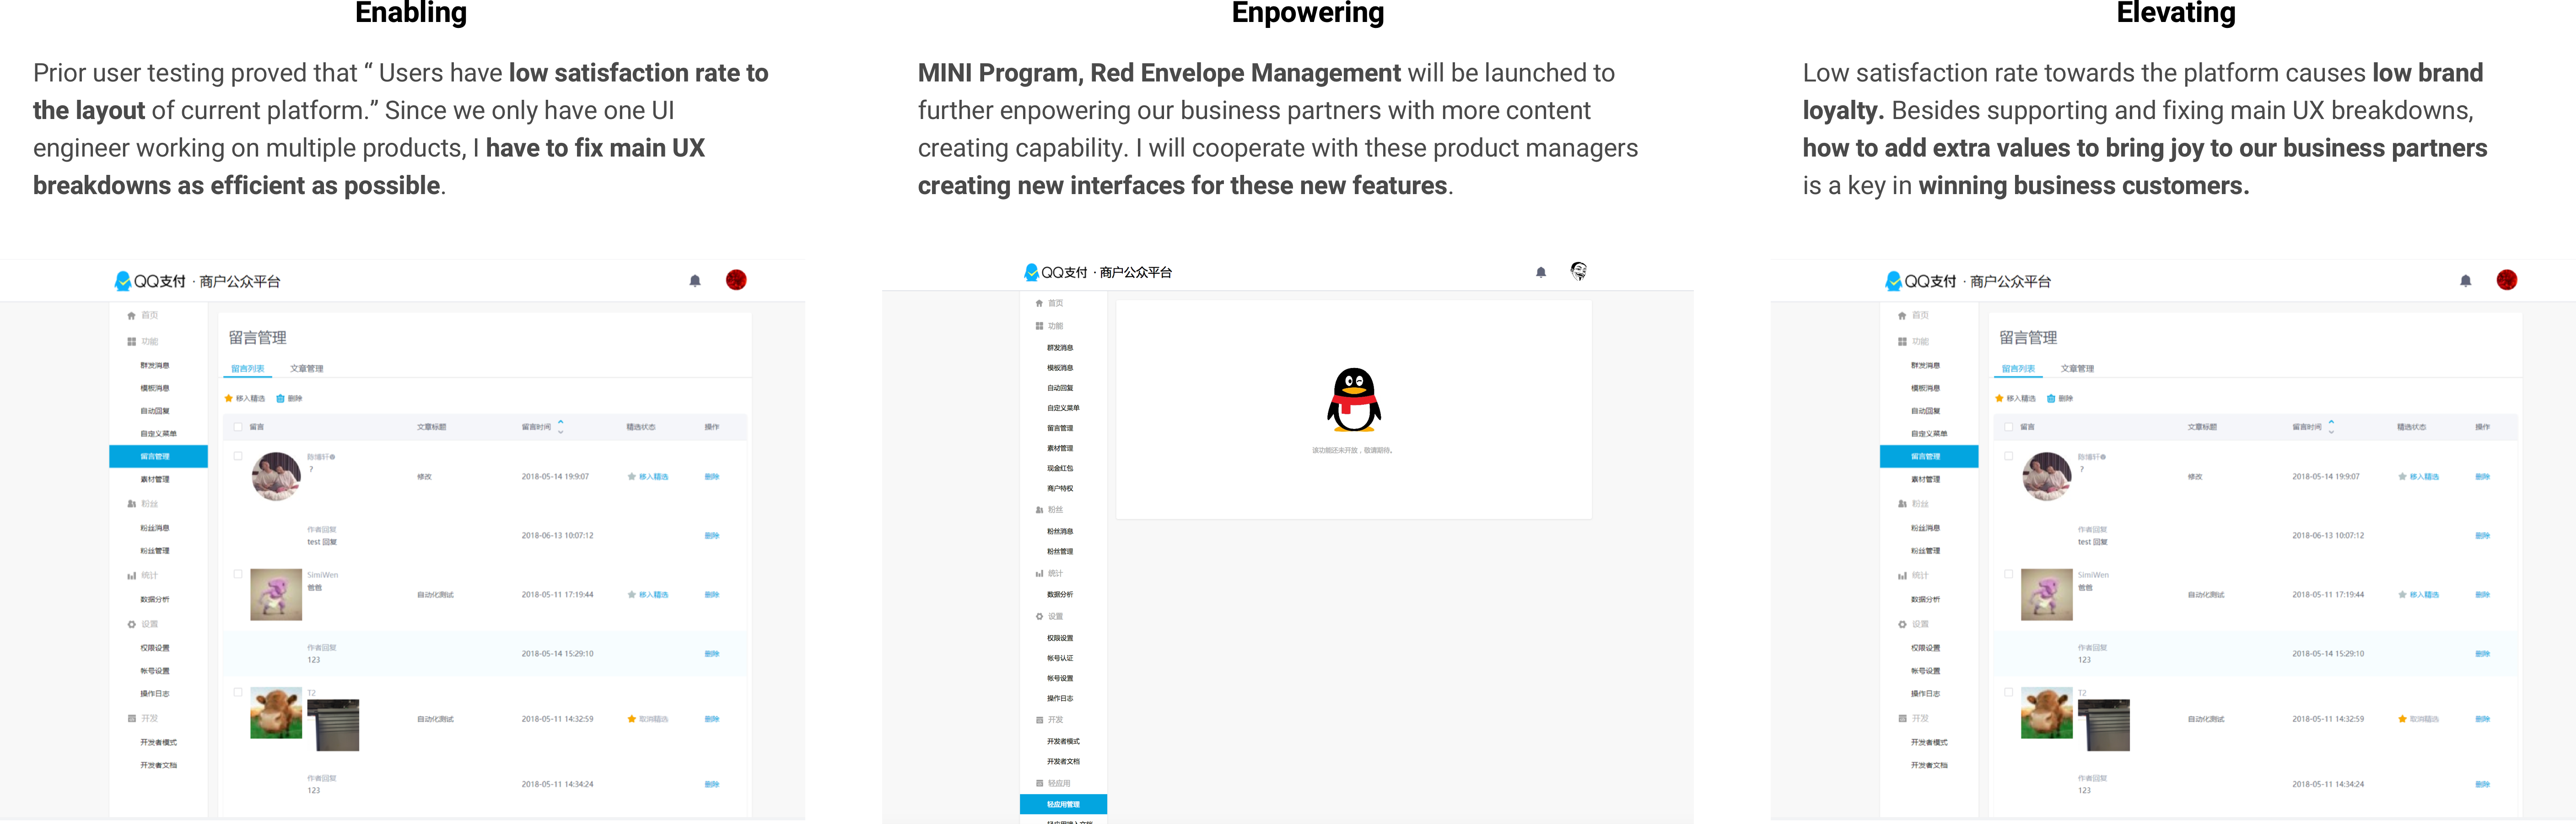 Enabling
Prior user testing proved that “ Users have low satisfaction rate to
the layout of current platform.” Since we only have one UI
engineer working on multiple products, I have to fix main UX
breakdowns as efficient as possible.
Enpowering
MINI Program, Red Envelope Management will be launched to
further enpowering our business partners with more content
creating capability. I will cooperate with these product managers
creating new interfaces for these new features.
Elevating
Low satisfaction rate towards the platform causes low brand
loyalty. Besides supporting and fixing main UX breakdowns,
how to add extra values to bring joy to our business partners
is a key in winning business customers.
QQ支付 · 商户公众平台
首页
功能
群发消息
模板消息
自动回复
自定义菜单
留言管理
素材管理
粉丝
粉丝消息
粉丝管理
统计
数据分析
设置
权限设置
帐号设置
操作日志
开发
开发者模式
开发者文档
留言管理
留言列表 文章管理
移入精选 删除
留言 文章标题 留言时间 精选状态 操作
?
修改 2018-05-14 19:9:07 移入精选 删除
作者回复
test 回复 2018-06-13 10:07:12 删除
SimiWen
爸爸
自动化测试 2018-05-11 17:19:44 移入精选 删除
作者回复
123 2018-05-14 15:29:10 删除
T2
自动化测试 2018-05-11 14:32:59 取消精选 删除
作者回复
123 2018-05-11 14:34:24 删除
QQ支付 · 商户公众平台
首页
功能
群发消息
模板消息
自动回复
自定义菜单
留言管理
素材管理
现金红包
商户特权
粉丝
粉丝消息
粉丝管理
统计
数据分析
设置
权限设置
帐号认证
帐号设置
操作日志
开发
开发者模式
开发者文档
轻应用
轻应用管理
该功能还未开放，敬请期待。
QQ支付 · 商户公众平台
首页
功能
群发消息
模板消息
自动回复
自定义菜单
留言管理
素材管理
粉丝
粉丝消息
粉丝管理
统计
数据分析
设置
权限设置
帐号设置
操作日志
开发
开发者模式
开发者文档
留言管理
留言列表 文章管理
移入精选 删除
留言 文章标题 留言时间 精选状态 操作
?
修改 2018-05-14 19:9:07 移入精选 删除
作者回复
test 回复 2018-06-13 10:07:12 删除
SimiWen
爸爸
自动化测试 2018-05-11 17:19:44 移入精选 删除
作者回复
123 2018-05-14 15:29:10 删除
T2
自动化测试 2018-05-11 14:32:59 取消精选 删除
作者回复
123 2018-05-11 14:34:24 删除